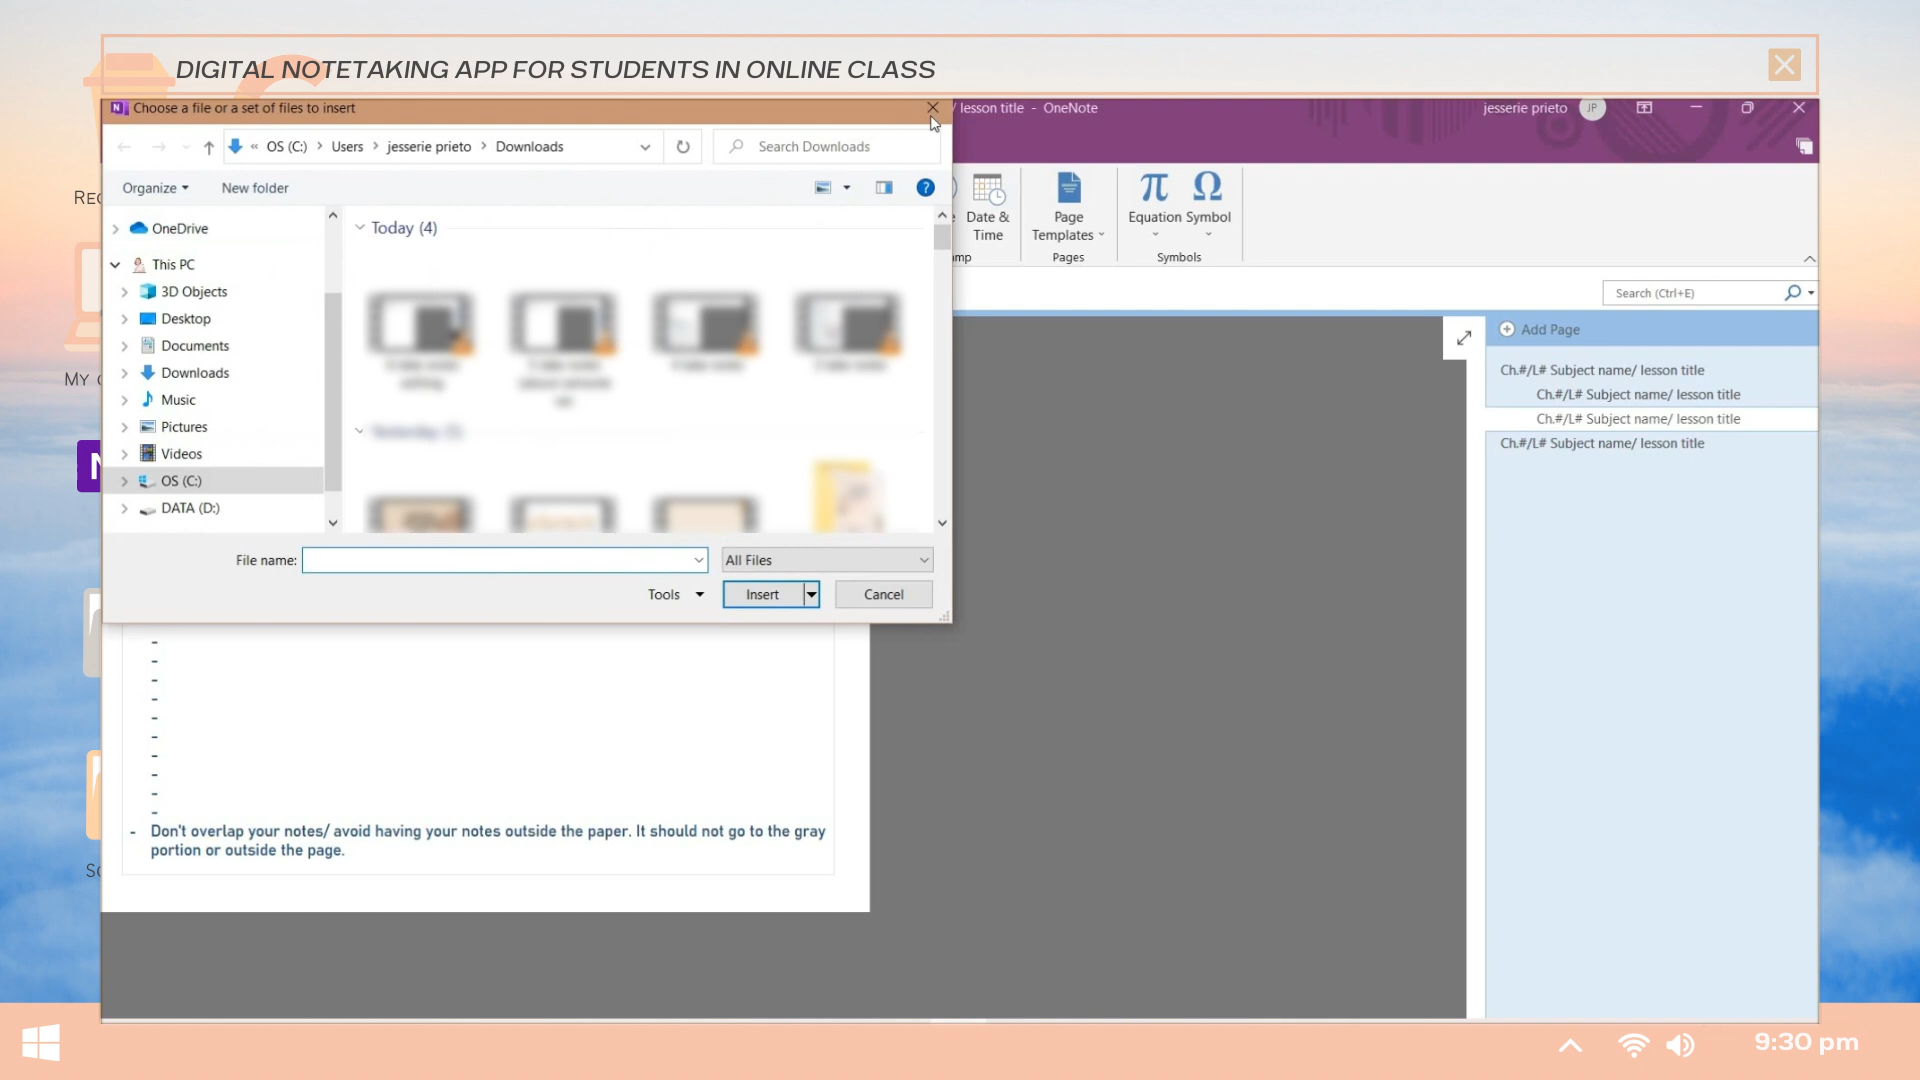 DIGITAL NOTETAKING APP FOR STUDENTS IN ONLINE CLASS
Choose a file or a set of files to insert
/ lesson title - OneNote
jesserie prieto
JP
« OS (C:) > Users > jesserie prieto > Downloads
Search Downloads
Organize
New folder
OneDrive
This PC
3D Objects
Desktop
Documents
Downloads
Music
Pictures
Videos
OS (C:)
DATA (D:)
Today (4)
File name:
All Files
Tools
Insert
Cancel
Date &
Time
Page
Templates
Pages
Equation
Symbol
Symbols
π
Ω
Search (Ctrl+E)
Add Page
Ch.#/L# Subject name/ lesson title
Ch.#/L# Subject name/ lesson title
Ch.#/L# Subject name/ lesson title
Ch.#/L# Subject name/ lesson title
-
-
-
-
-
-
-
-
-
-
- Don't overlap your notes/ avoid having your notes outside the paper. It should not go to the gray
portion or outside the page.
MY
9:30 pm